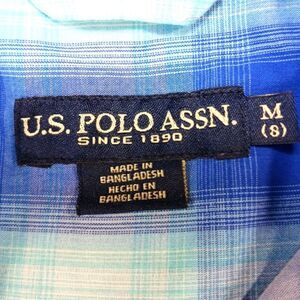 U.S. POLO ASSN.
SINCE 1890
M
(8)
MADE IN
BANGLADESH
HECHO EN
BANGLADESH